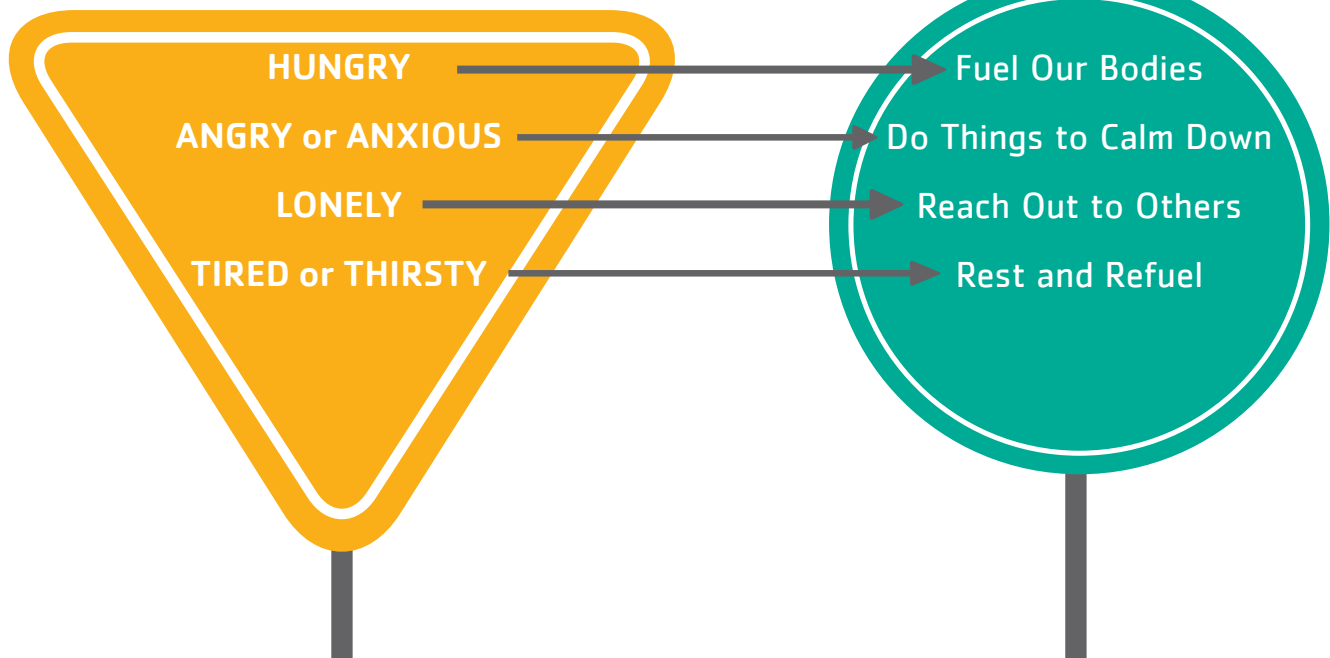 HUNGRY
Fuel Our Bodies
ANGRY or ANXIOUS
Do Things to Calm Down
LONELY
Reach Out to Others
TIRED or THIRSTY
Rest and Refuel